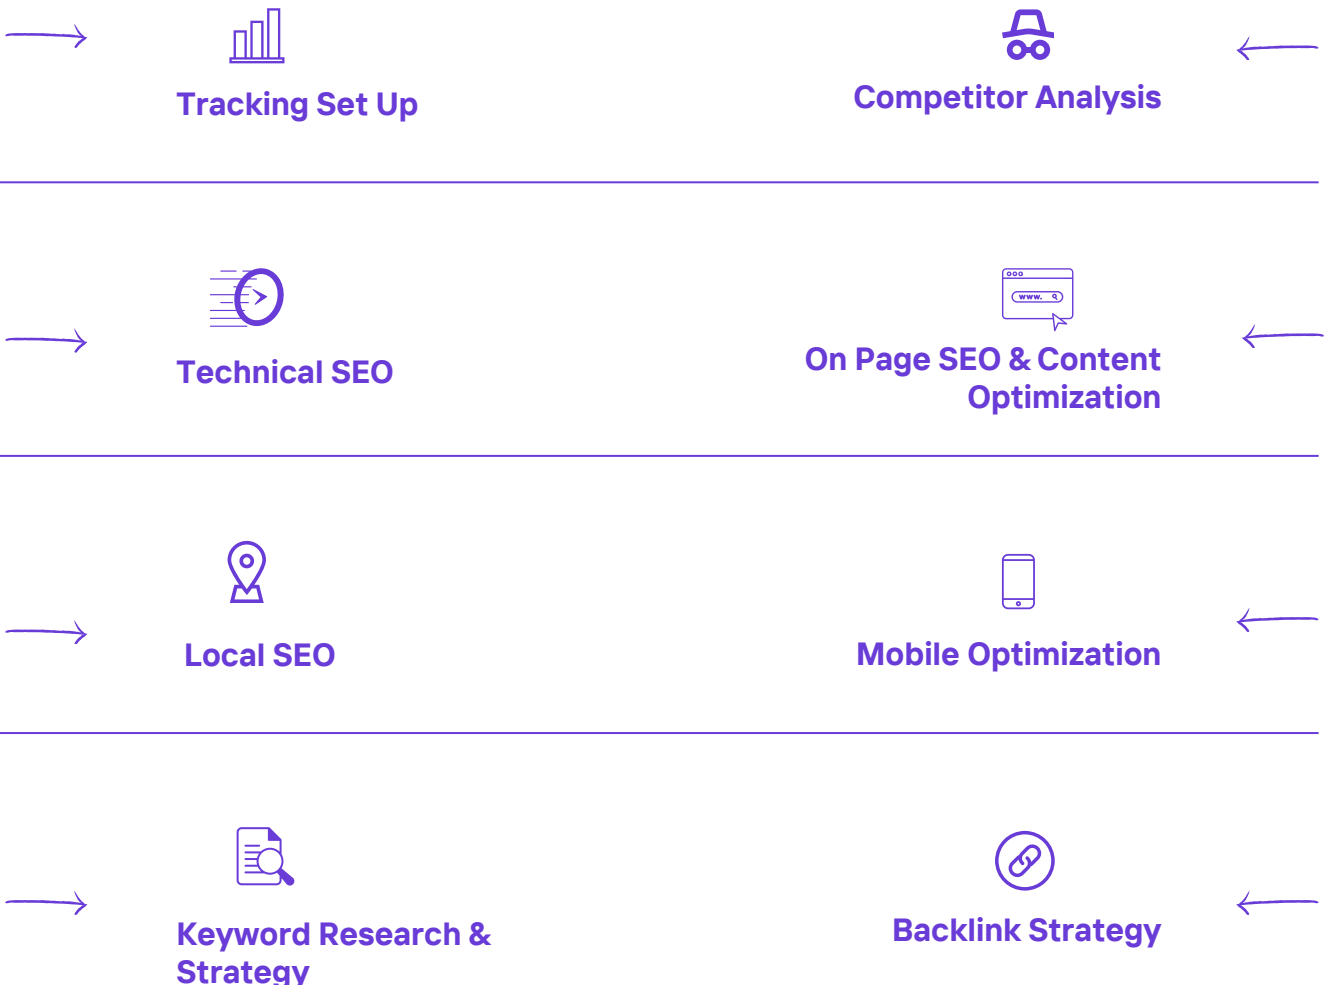 Tracking Set Up
Competitor Analysis
Technical SEO
www.
On Page SEO & Content
Optimization
Local SEO
Mobile Optimization
Keyword Research &
Strategy
Backlink Strategy